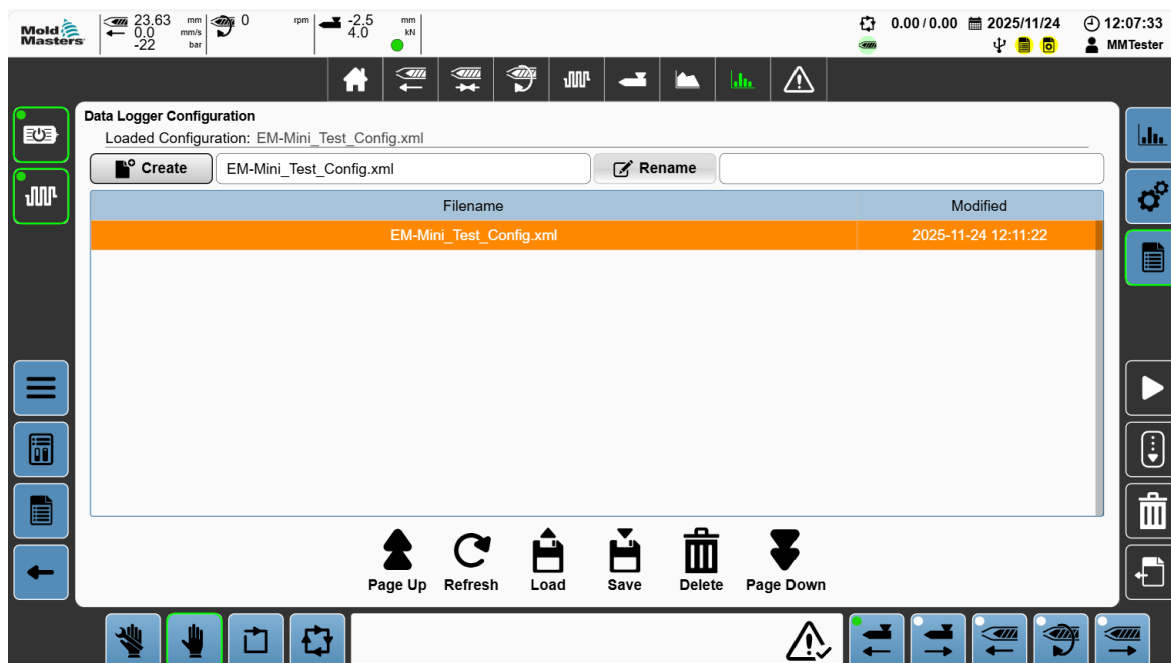 Mold
Masters
23.63 mm
0.0 mm/s
-22 bar
0 rpm
-2.5 mm
4.0 kN
0.00 / 0.00 2025/11/24 12:07:33
MMTester
Data Logger Configuration
Loaded Configuration: EM-Mini_Test_Config.xml
Create EM-Mini_Test_Config.xml Rename
Filename Modified
EM-Mini_Test_Config.xml 2025-11-24 12:11:22
Page Up Refresh Load Save Delete Page Down